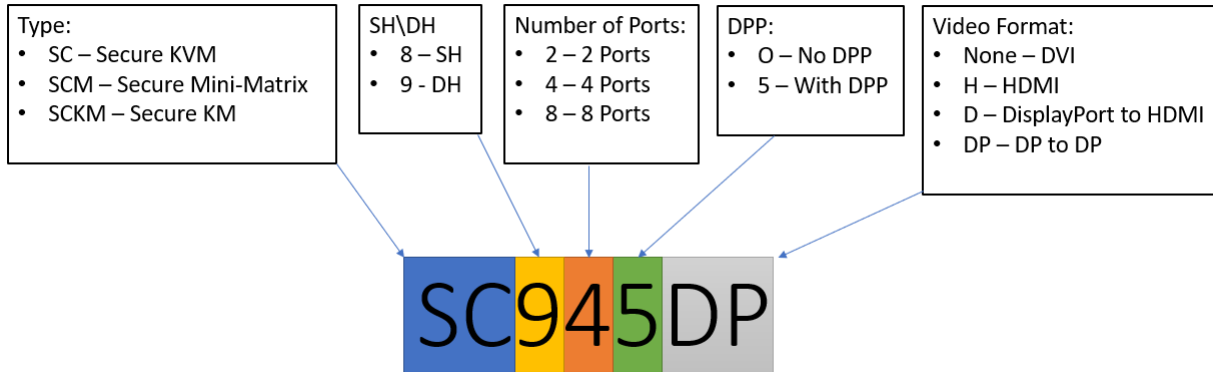 Type:
• SC – Secure KVM
• SCM – Secure Mini-Matrix
• SCKM – Secure KM
SH\DH
• 8 – SH
• 9 - DH
Number of Ports:
• 2 – 2 Ports
• 4 – 4 Ports
• 8 – 8 Ports
DPP:
• O – No DPP
• 5 – With DPP
Video Format:
• None – DVI
• H – HDMI
• D – DisplayPort to HDMI
• DP – DP to DP
SC945DP